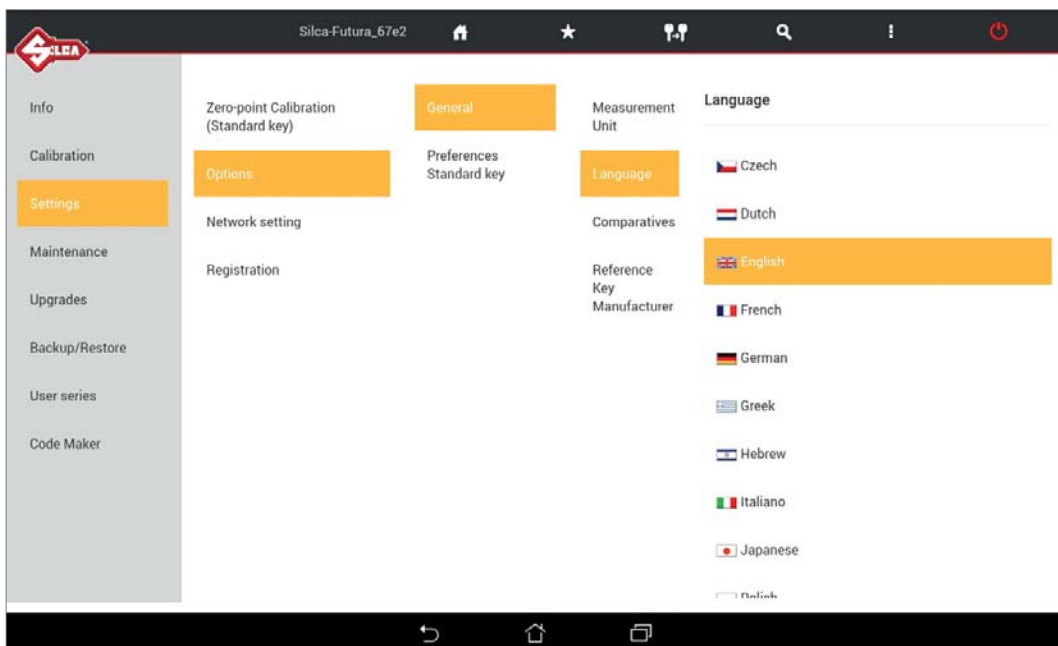 SILCA
Silca-Futura_67e2
Info
Calibration
Settings
Maintenance
Upgrades
Backup/Restore
User series
Code Maker
Zero-point Calibration
(Standard key)
Options
Network setting
Registration
General
Preferences
Standard key
Measurement
Unit
Language
Comparatives
Reference
Key
Manufacturer
Language
Czech
Dutch
English
French
German
Greek
Hebrew
Italiano
Japanese
Polish